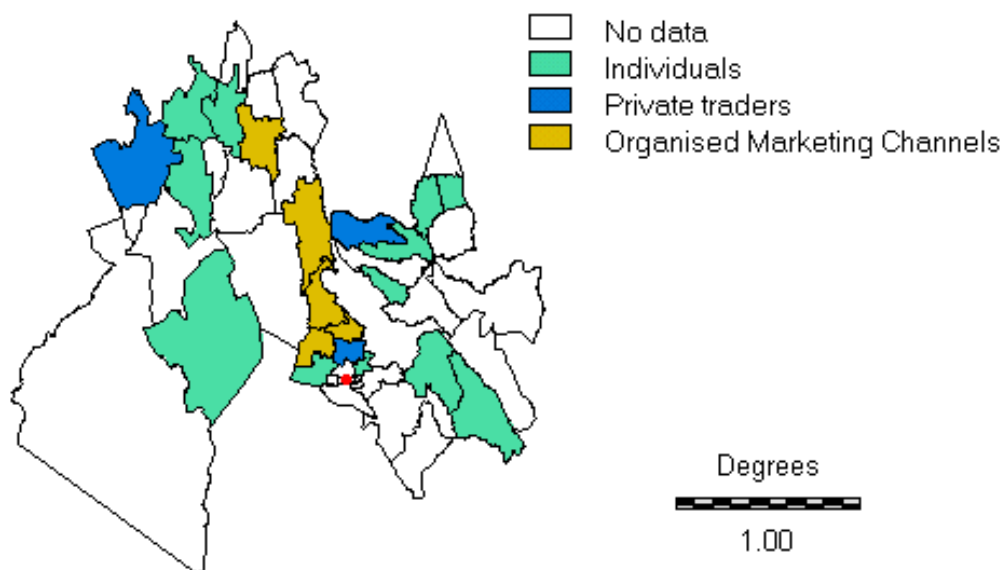 No data
Individuals
Private traders
Organised Marketing Channels
Degrees
1.00